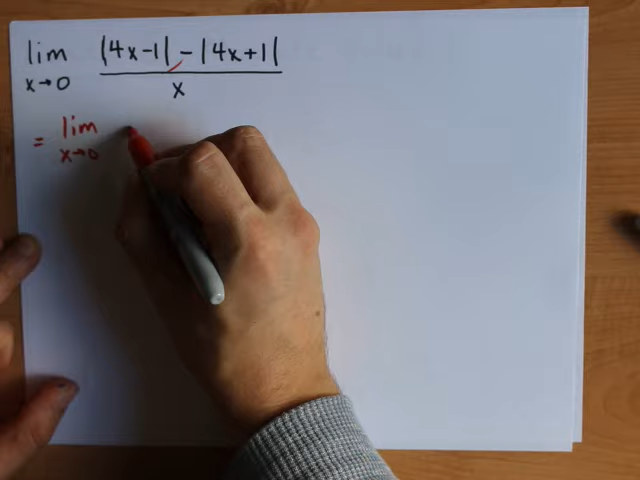 lim |4x-1| - |4x+1|
x→0 x
= lim
x→0